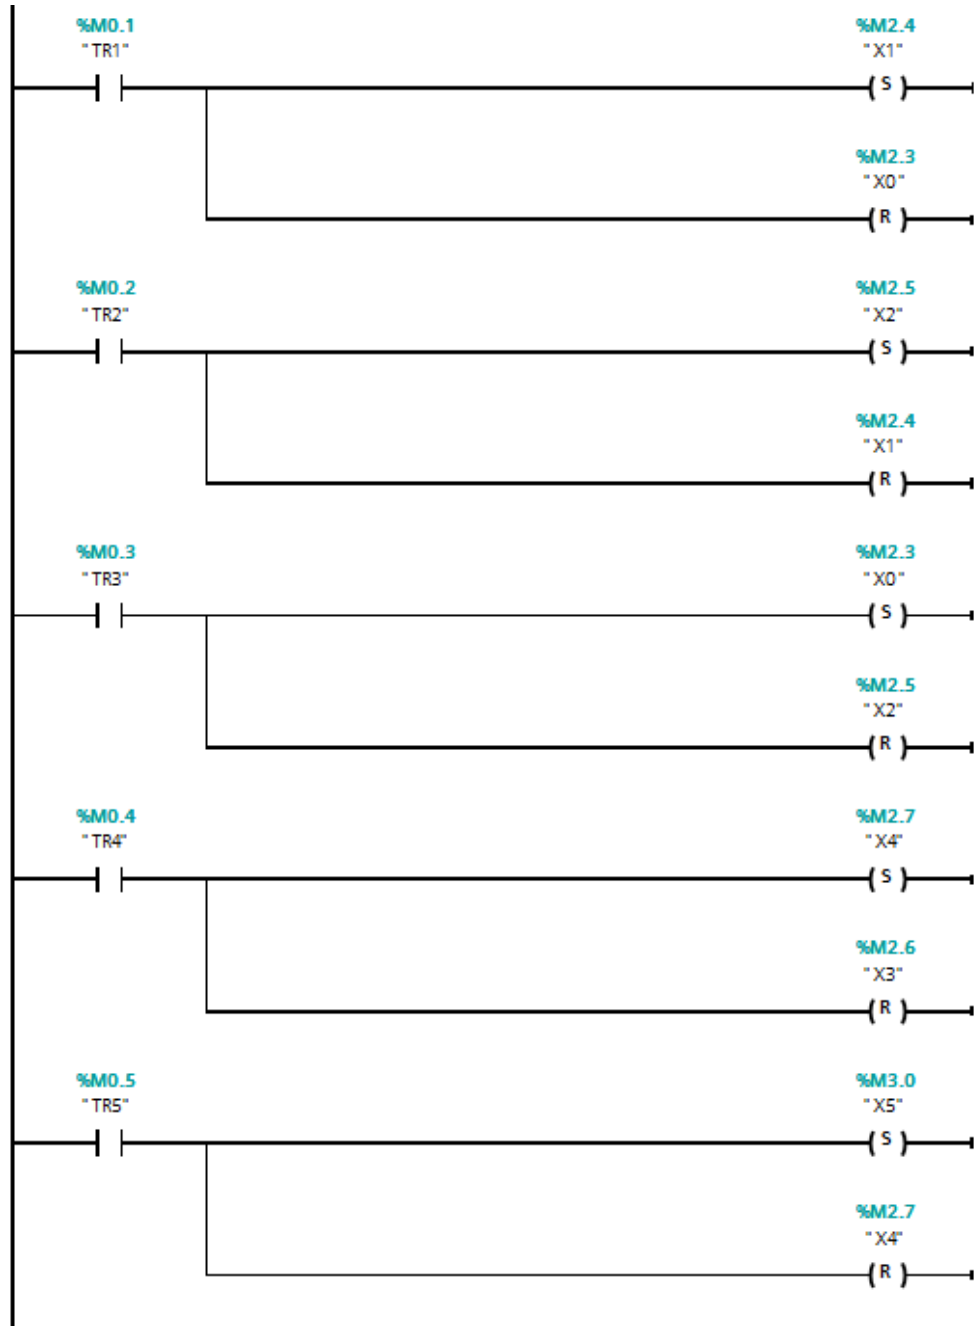 %M0.1 %M2.4
"TR1" "X1"
( S )
%M2.3
"X0"
( R )
%M0.2 %M2.5
"TR2" "X2"
( S )
%M2.4
"X1"
( R )
%M0.3 %M2.3
"TR3" "X0"
( S )
%M2.5
"X2"
( R )
%M0.4 %M2.7
"TR4" "X4"
( S )
%M2.6
"X3"
( R )
%M0.5 %M3.0
"TR5" "X5"
( S )
%M2.7
"X4"
( R )